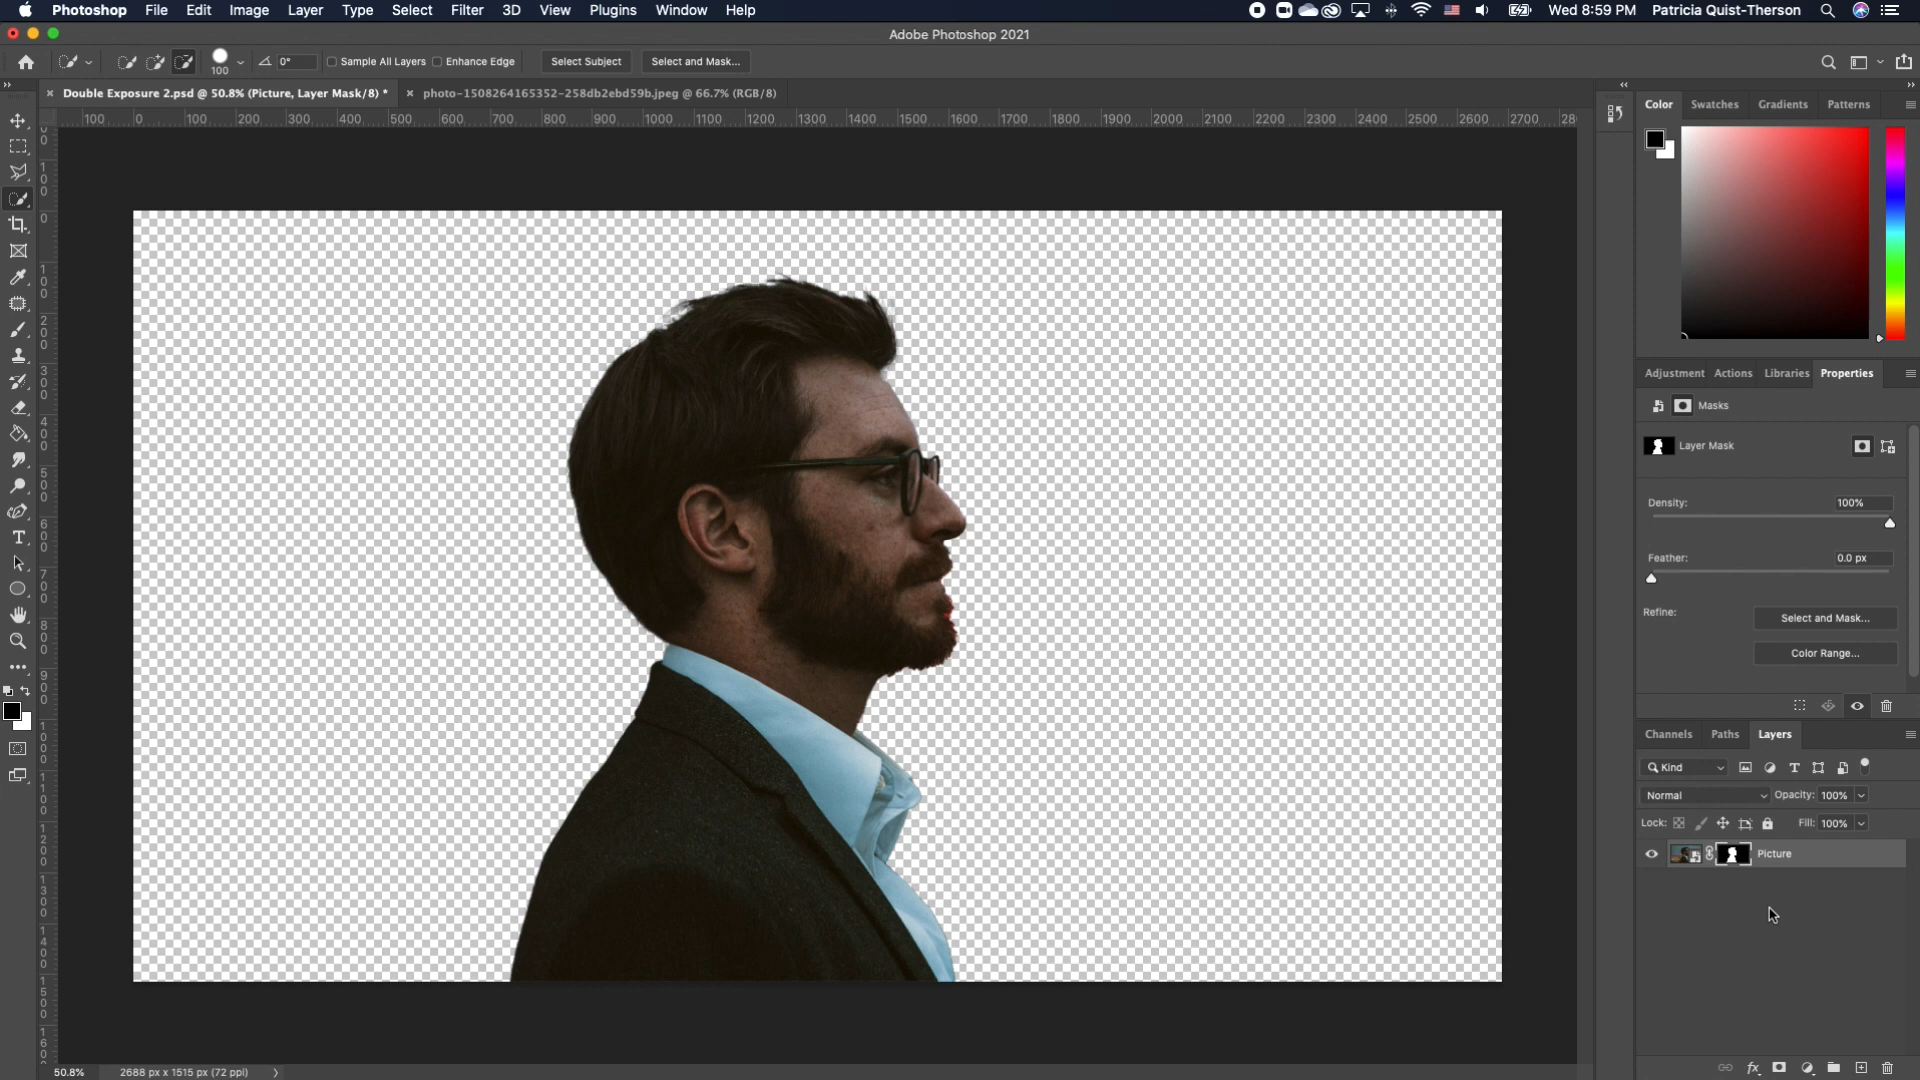 Photoshop File Edit Image Layer Type Select Filter 3D View Plugins Window Help Wed 8:59 PM Patricia Quist-Therson
Adobe Photoshop 2021
100 0° Sample All Layers Enhance Edge Select Subject Select and Mask...
Double Exposure 2.psd @ 50.8% (Picture, Layer Mask/8) * photo-1508264165352-258db2ebd59b.jpeg @ 66.7% (RGB/8)
100 0 100 200 300 400 500 600 700 800 900 1000 1100 1200 1300 1400 1500 1600 1700 1800 1900 2000 2100 2200 2300 2400 2500 2600 2700 28
Color Swatches Gradients Patterns
Adjustment Actions Libraries Properties
Masks
Layer Mask
Density: 100%
Feather: 0.0 px
Refine:
Select and Mask...
Color Range...
Channels Paths Layers
Kind
Normal Opacity: 100%
Lock: Fill: 100%
Picture
50.8% 2688 px x 1515 px (72 ppi)